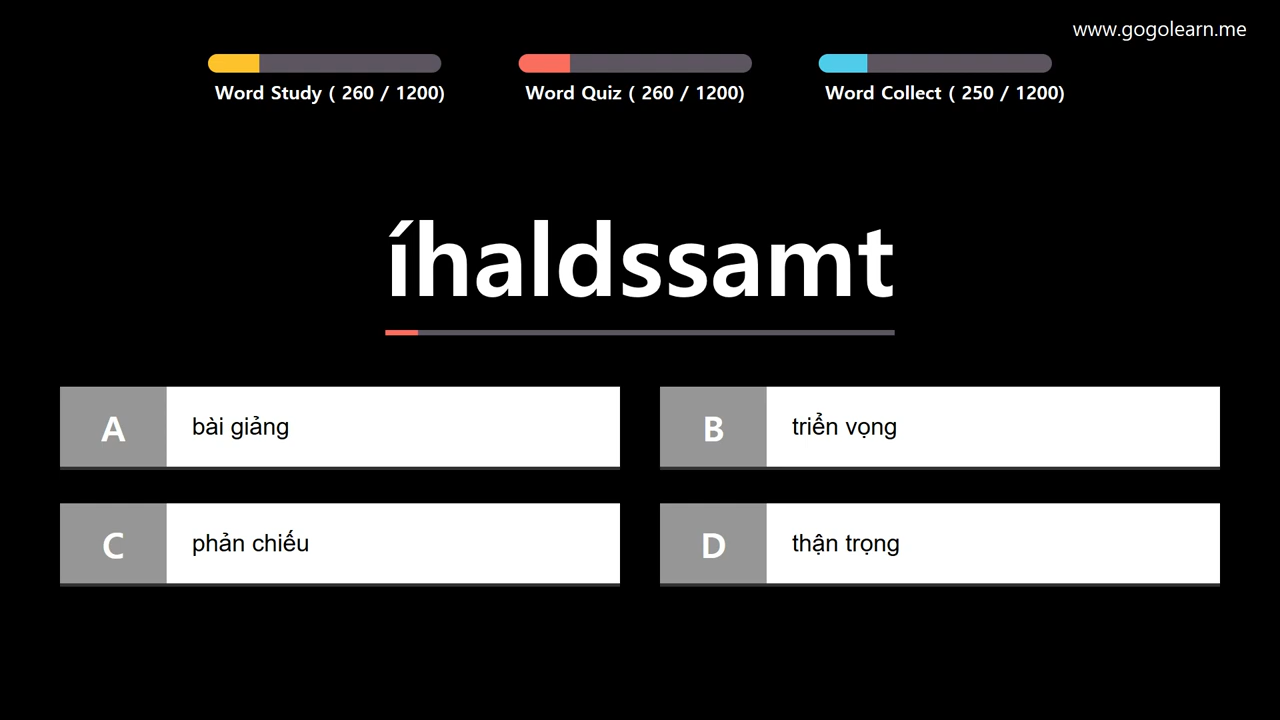 www.gogolearn.me
Word Study ( 260 / 1200)
Word Quiz ( 260 / 1200)
Word Collect ( 250 / 1200)
íhaldssamt
A
bài giảng
B
triển vọng
C
phản chiếu
D
thận trọng